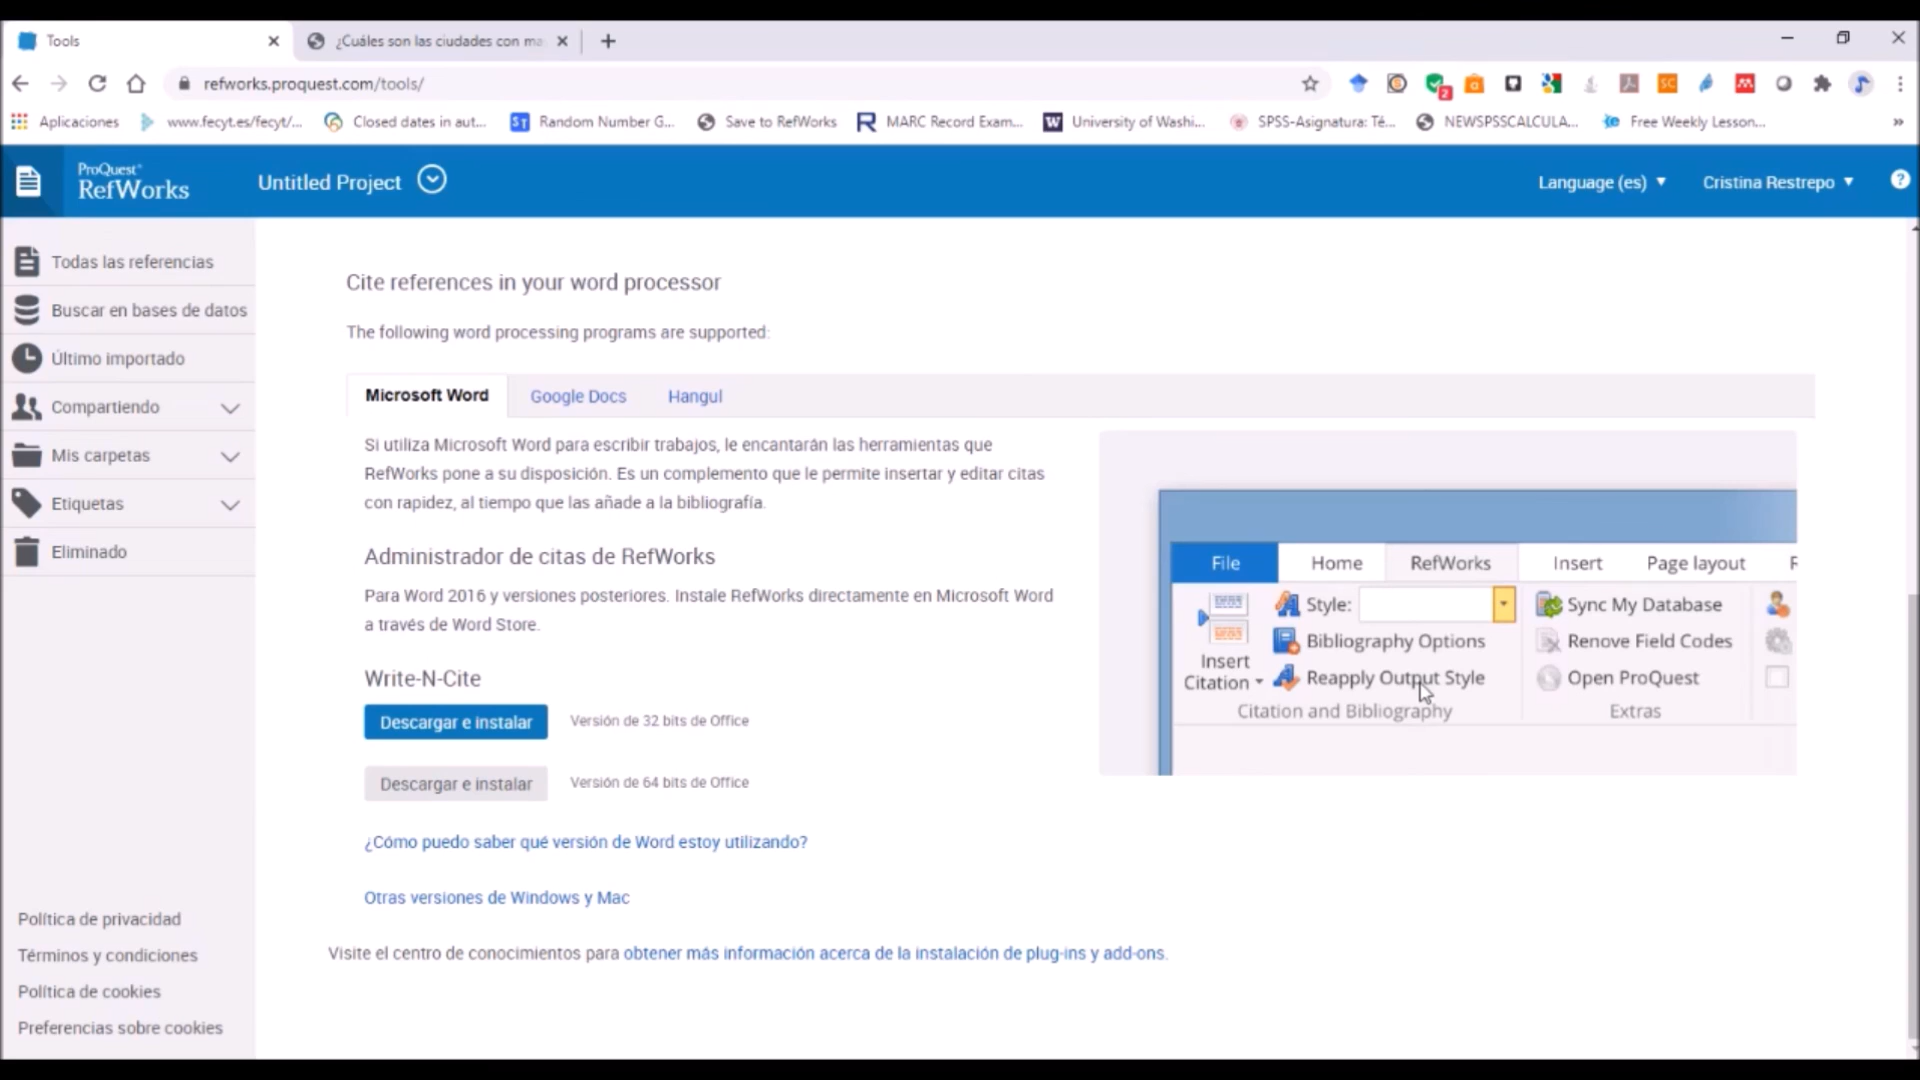 Tools
¿Cuáles son las ciudades con ma
refworks.proquest.com/tools/
2
Aplicaciones
www.fecyt.es/fecyt/...
Closed dates in aut...
ST
Random Number G...
Save to RefWorks
R
MARC Record Exam...
W
University of Washi...
SPSS-Asignatura: Té...
NEWSPSSCALCULA...
Free Weekly Lesson...
»
ProQuest®
RefWorks
Untitled Project
Language (es)
Cristina Restrepo
?
Todas las referencias
Buscar en bases de datos
Último importado
Compartiendo
Mis carpetas
Etiquetas
Eliminado
Política de privacidad
Términos y condiciones
Política de cookies
Preferencias sobre cookies
Cite references in your word processor
The following word processing programs are supported:
Microsoft Word
Google Docs
Hangul
Si utiliza Microsoft Word para escribir trabajos, le encantarán las herramientas que
RefWorks pone a su disposición. Es un complemento que le permite insertar y editar citas
con rapidez, al tiempo que las añade a la bibliografía.
Administrador de citas de RefWorks
Para Word 2016 y versiones posteriores. Instale RefWorks directamente en Microsoft Word
a través de Word Store.
Write-N-Cite
Descargar e instalar
Versión de 32 bits de Office
Descargar e instalar
Versión de 64 bits de Office
¿Cómo puedo saber qué versión de Word estoy utilizando?
Otras versiones de Windows y Mac
Visite el centro de conocimientos para obtener más información acerca de la instalación de plug-ins y add-ons.
File
Home
RefWorks
Insert
Page layout
Insert
Citation
Style:
Bibliography Options
Reapply Output Style
Citation and Bibliography
Sync My Database
Remove Field Codes
Open ProQuest
Extras